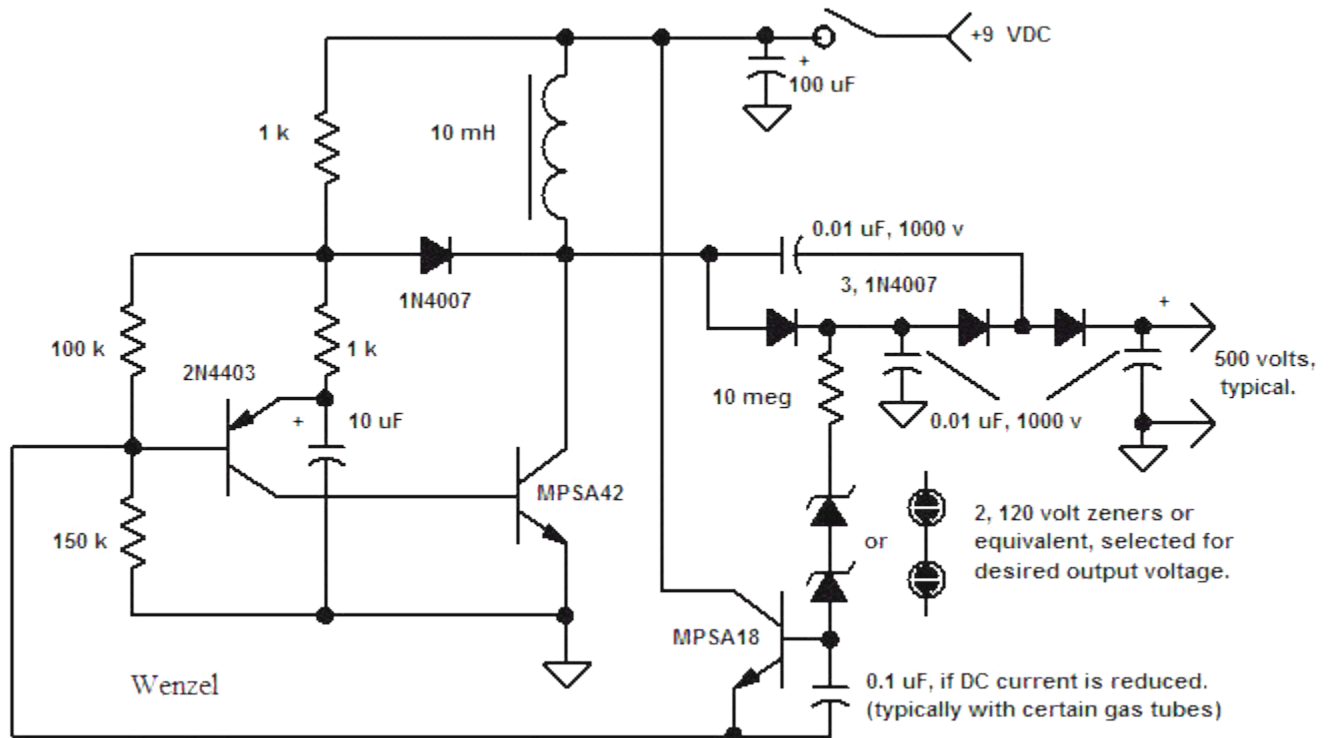 +9 VDC
+
100 uF
1 k
10 mH
0.01 uF, 1000 v
1N4007
3, 1N4007
+
100 k
1 k
500 volts,
typical.
2N4403
10 meg
+
10 uF
0.01 uF, 1000 v
MPSA42
2, 120 volt zeners or
equivalent, selected for
desired output voltage.
or
150 k
MPSA18
Wenzel
0.1 uF, if DC current is reduced.
(typically with certain gas tubes)